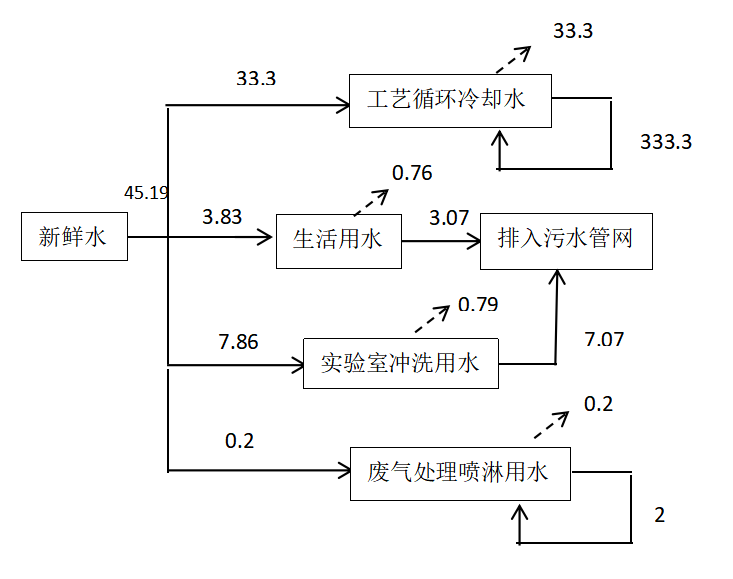 33.3
33.3
工艺循环冷却水
333.3
45.19
0.76
3.83
3.07
新鲜水
生活用水
排入污水管网
0.79
7.86
7.07
实验室冲洗用水
0.2
0.2
废气处理喷淋用水
2